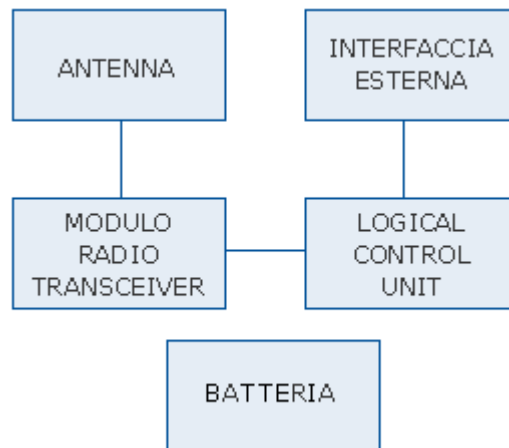 ANTENNA
INTERFACCIA
ESTERNA
MODULO
RADIO
TRANSCEIVER
LOGICAL
CONTROL
UNIT
BATTERIA